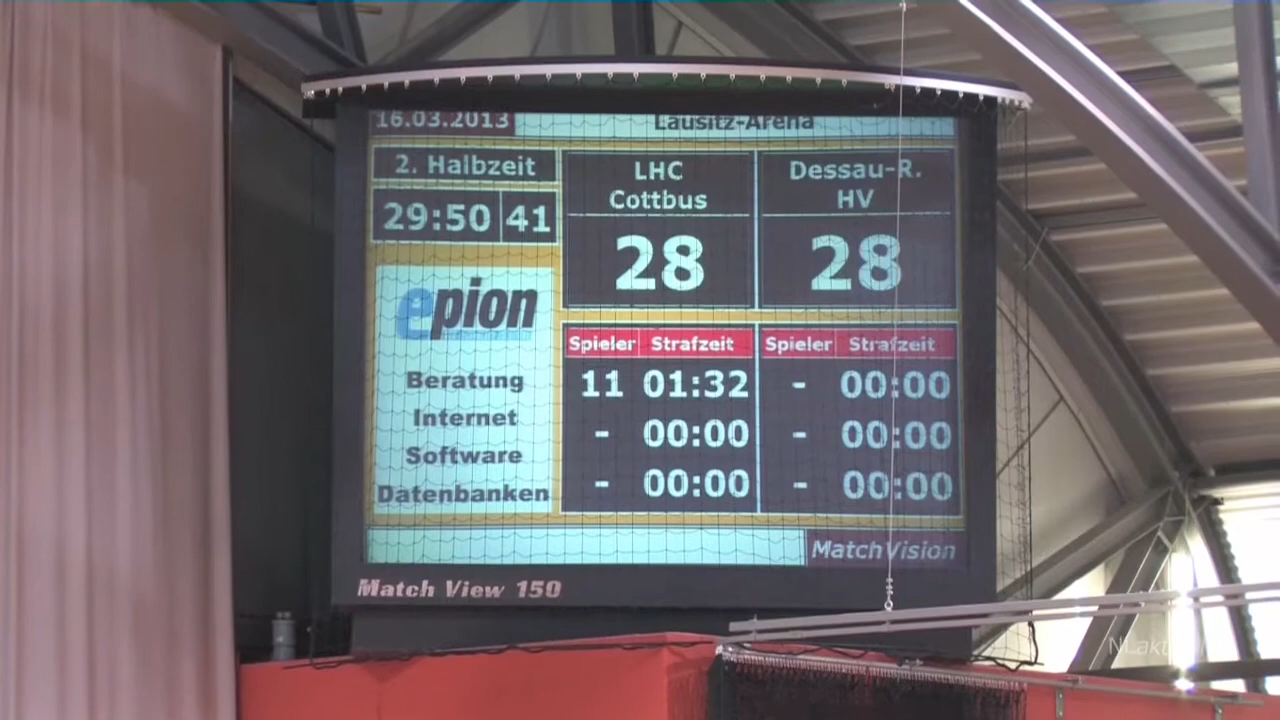 16.03.2013 Lausitz-Arena
2. Halbzeit
29:50 41
LHC
Cottbus
28
Dessau-R.
HV
28
epion
Beratung
Internet
Software
Datenbanken
Spieler Strafzeit Spieler Strafzeit
11 01:32 - 00:00
- 00:00 - 00:00
- 00:00 - 00:00
MatchVision
Match View 150